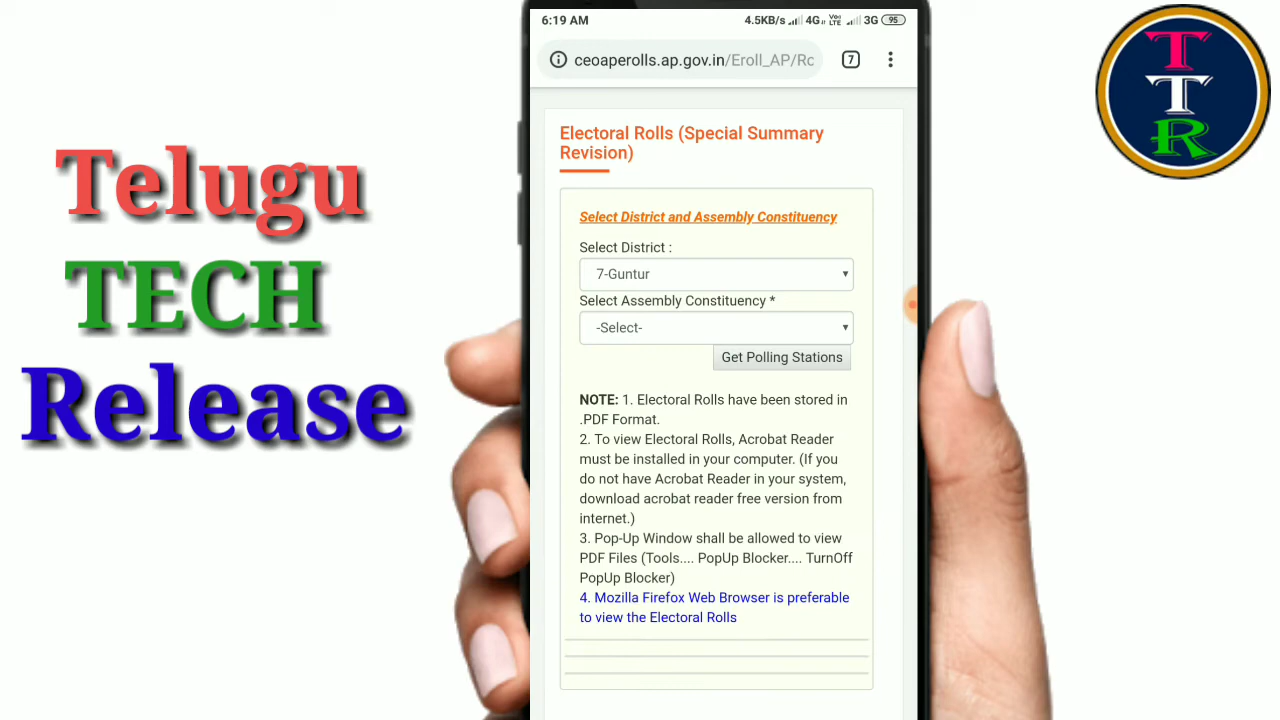 Telugu
TECH
Release
6:19 AM
4.5KB/s 4G Vo) LTE 3G 95
ceoaperolls.ap.gov.in/Eroll_AP/Rc
7
Electoral Rolls (Special Summary
Revision)
Select District and Assembly Constituency
Select District :
7-Guntur
Select Assembly Constituency *
-Select-
Get Polling Stations
NOTE: 1. Electoral Rolls have been stored in
.PDF Format.
2. To view Electoral Rolls, Acrobat Reader
must be installed in your computer. (If you
do not have Acrobat Reader in your system,
download acrobat reader free version from
internet.)
3. Pop-Up Window shall be allowed to view
PDF Files (Tools.... PopUp Blocker.... TurnOff
PopUp Blocker)
4. Mozilla Firefox Web Browser is preferable
to view the Electoral Rolls
T
T
R